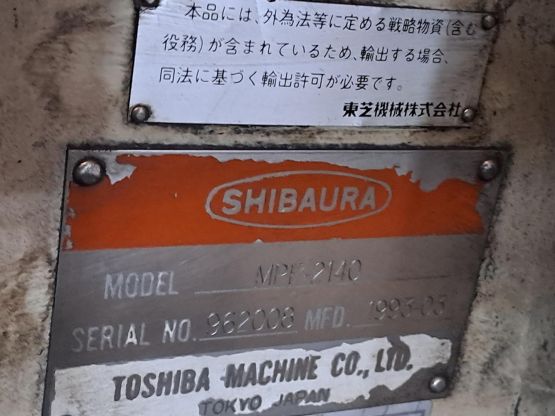 本品には、外為法等に定める戦略物資(含む
役務)が含まれているため、輸出する場合、
同法に基づく輸出許可が必要です。
東芝機械株式会社
SHIBAURA
MODEL MPF-2140
SERIAL NO. 962008 MFD. 1993-03
TOSHIBA MACHINE CO., LTD.
TOKYO JAPAN